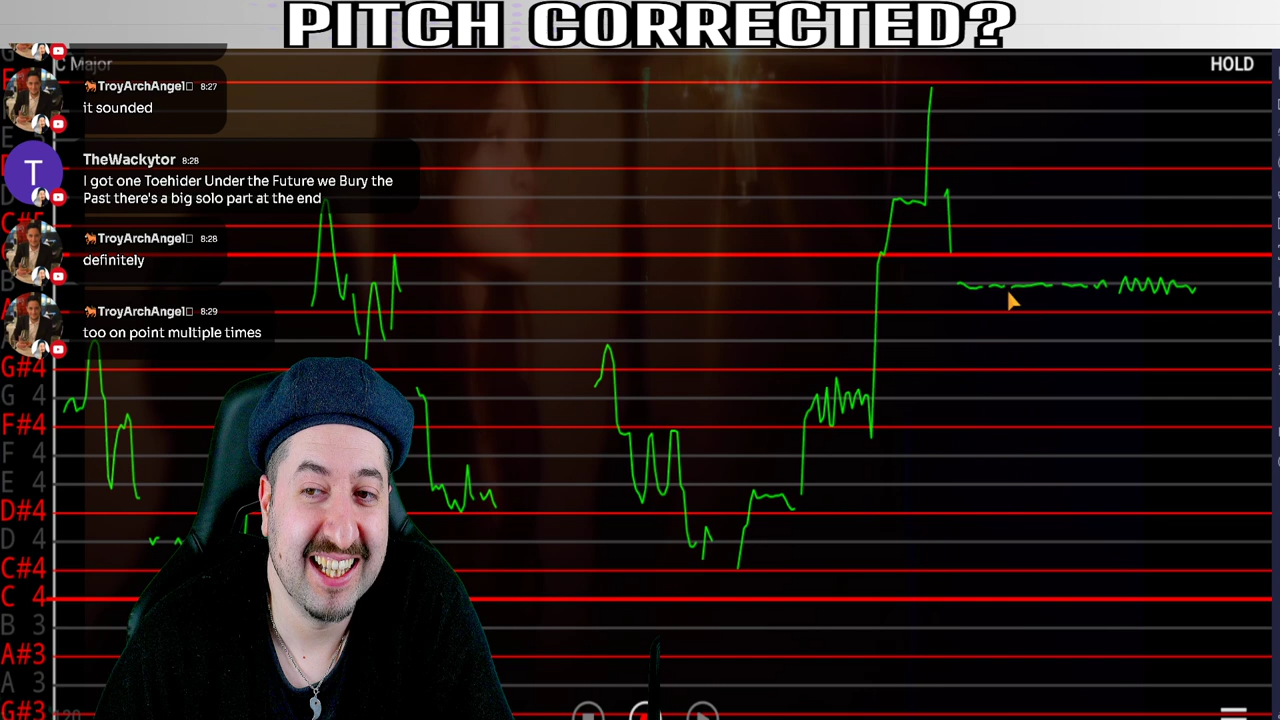 PITCH CORRECTED?
C Major
HOLD
TroyArchAngel 8:27
it sounded
E
T
TheWackytor 8:28
I got one Toehider Under the Future we Bury the
Past there's a big solo part at the end
C#5
TroyArchAngel 8:28
definitely
B
TroyArchAngel 8:29
too on point multiple times
G#4
G 4
F#4
F 4
E 4
D#4
D 4
C#4
C 4
B 3
A#3
A 3
G#3
120